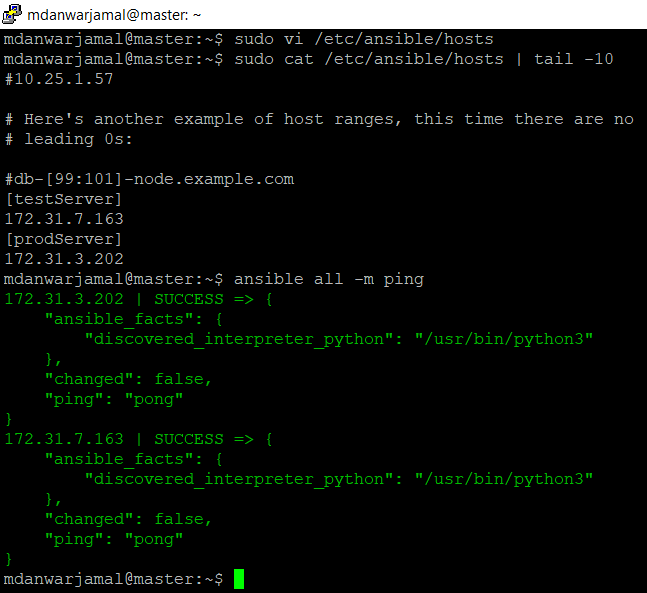 mdanwarjamal@master: ~
mdanwarjamal@master:~$ sudo vi /etc/ansible/hosts
mdanwarjamal@master:~$ sudo cat /etc/ansible/hosts | tail -10
#10.25.1.57

# Here's another example of host ranges, this time there are no
# leading 0s:

#db-[99:101]-node.example.com
[testServer]
172.31.7.163
[prodServer]
172.31.3.202
mdanwarjamal@master:~$ ansible all -m ping
172.31.3.202 | SUCCESS => {
    "ansible_facts": {
        "discovered_interpreter_python": "/usr/bin/python3"
    },
    "changed": false,
    "ping": "pong"
}
172.31.7.163 | SUCCESS => {
    "ansible_facts": {
        "discovered_interpreter_python": "/usr/bin/python3"
    },
    "changed": false,
    "ping": "pong"
}
mdanwarjamal@master:~$